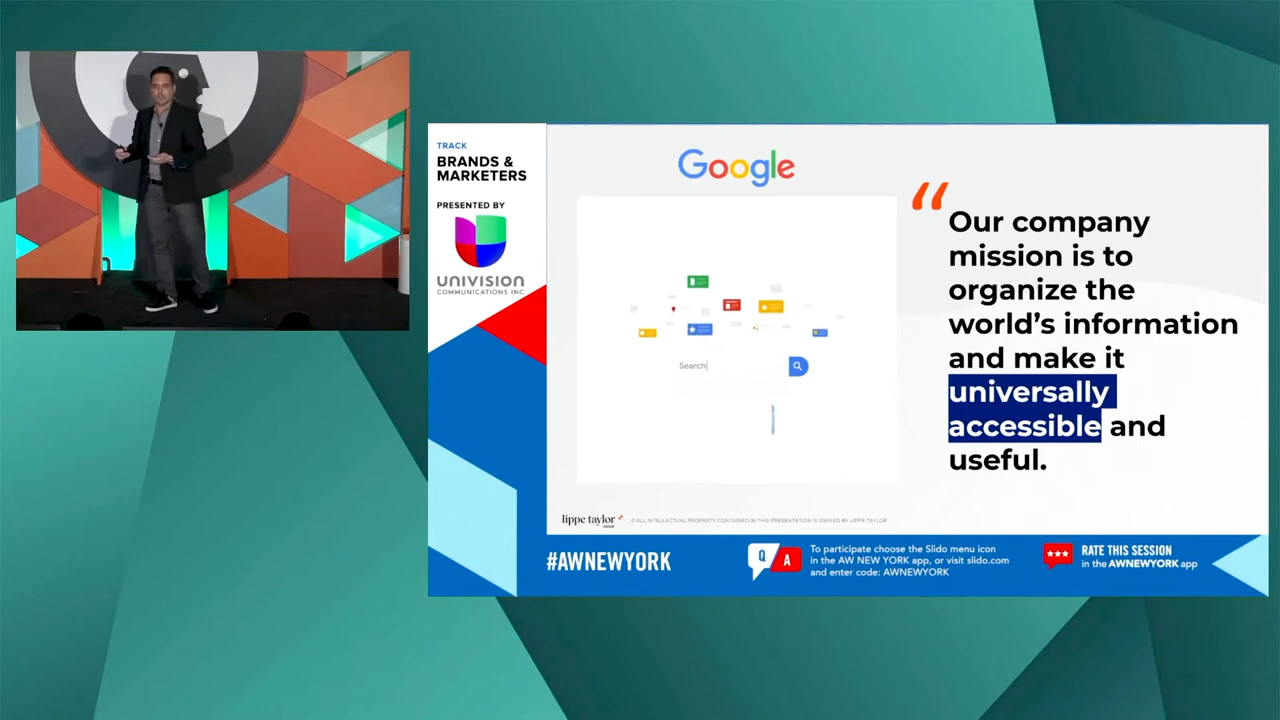 TRACK
BRANDS &
MARKETERS
PRESENTED BY
UNIVISION
COMMUNICATIONS INC
Google
Search
“
Our company
mission is to
organize the
world’s information
and make it
universally
accessible and
useful.
lippe taylor
GROUP
© ALL INTELLECTUAL PROPERTY CONTAINED IN THIS PRESENTATION IS OWNED BY LIPPE TAYLOR
#AWNEWYORK
Q
A
To participate choose the Slido menu icon
in the AW NEW YORK app, or visit slido.com
and enter code: AWNEWYORK
RATE THIS SESSION
in the AWNEWYORK app